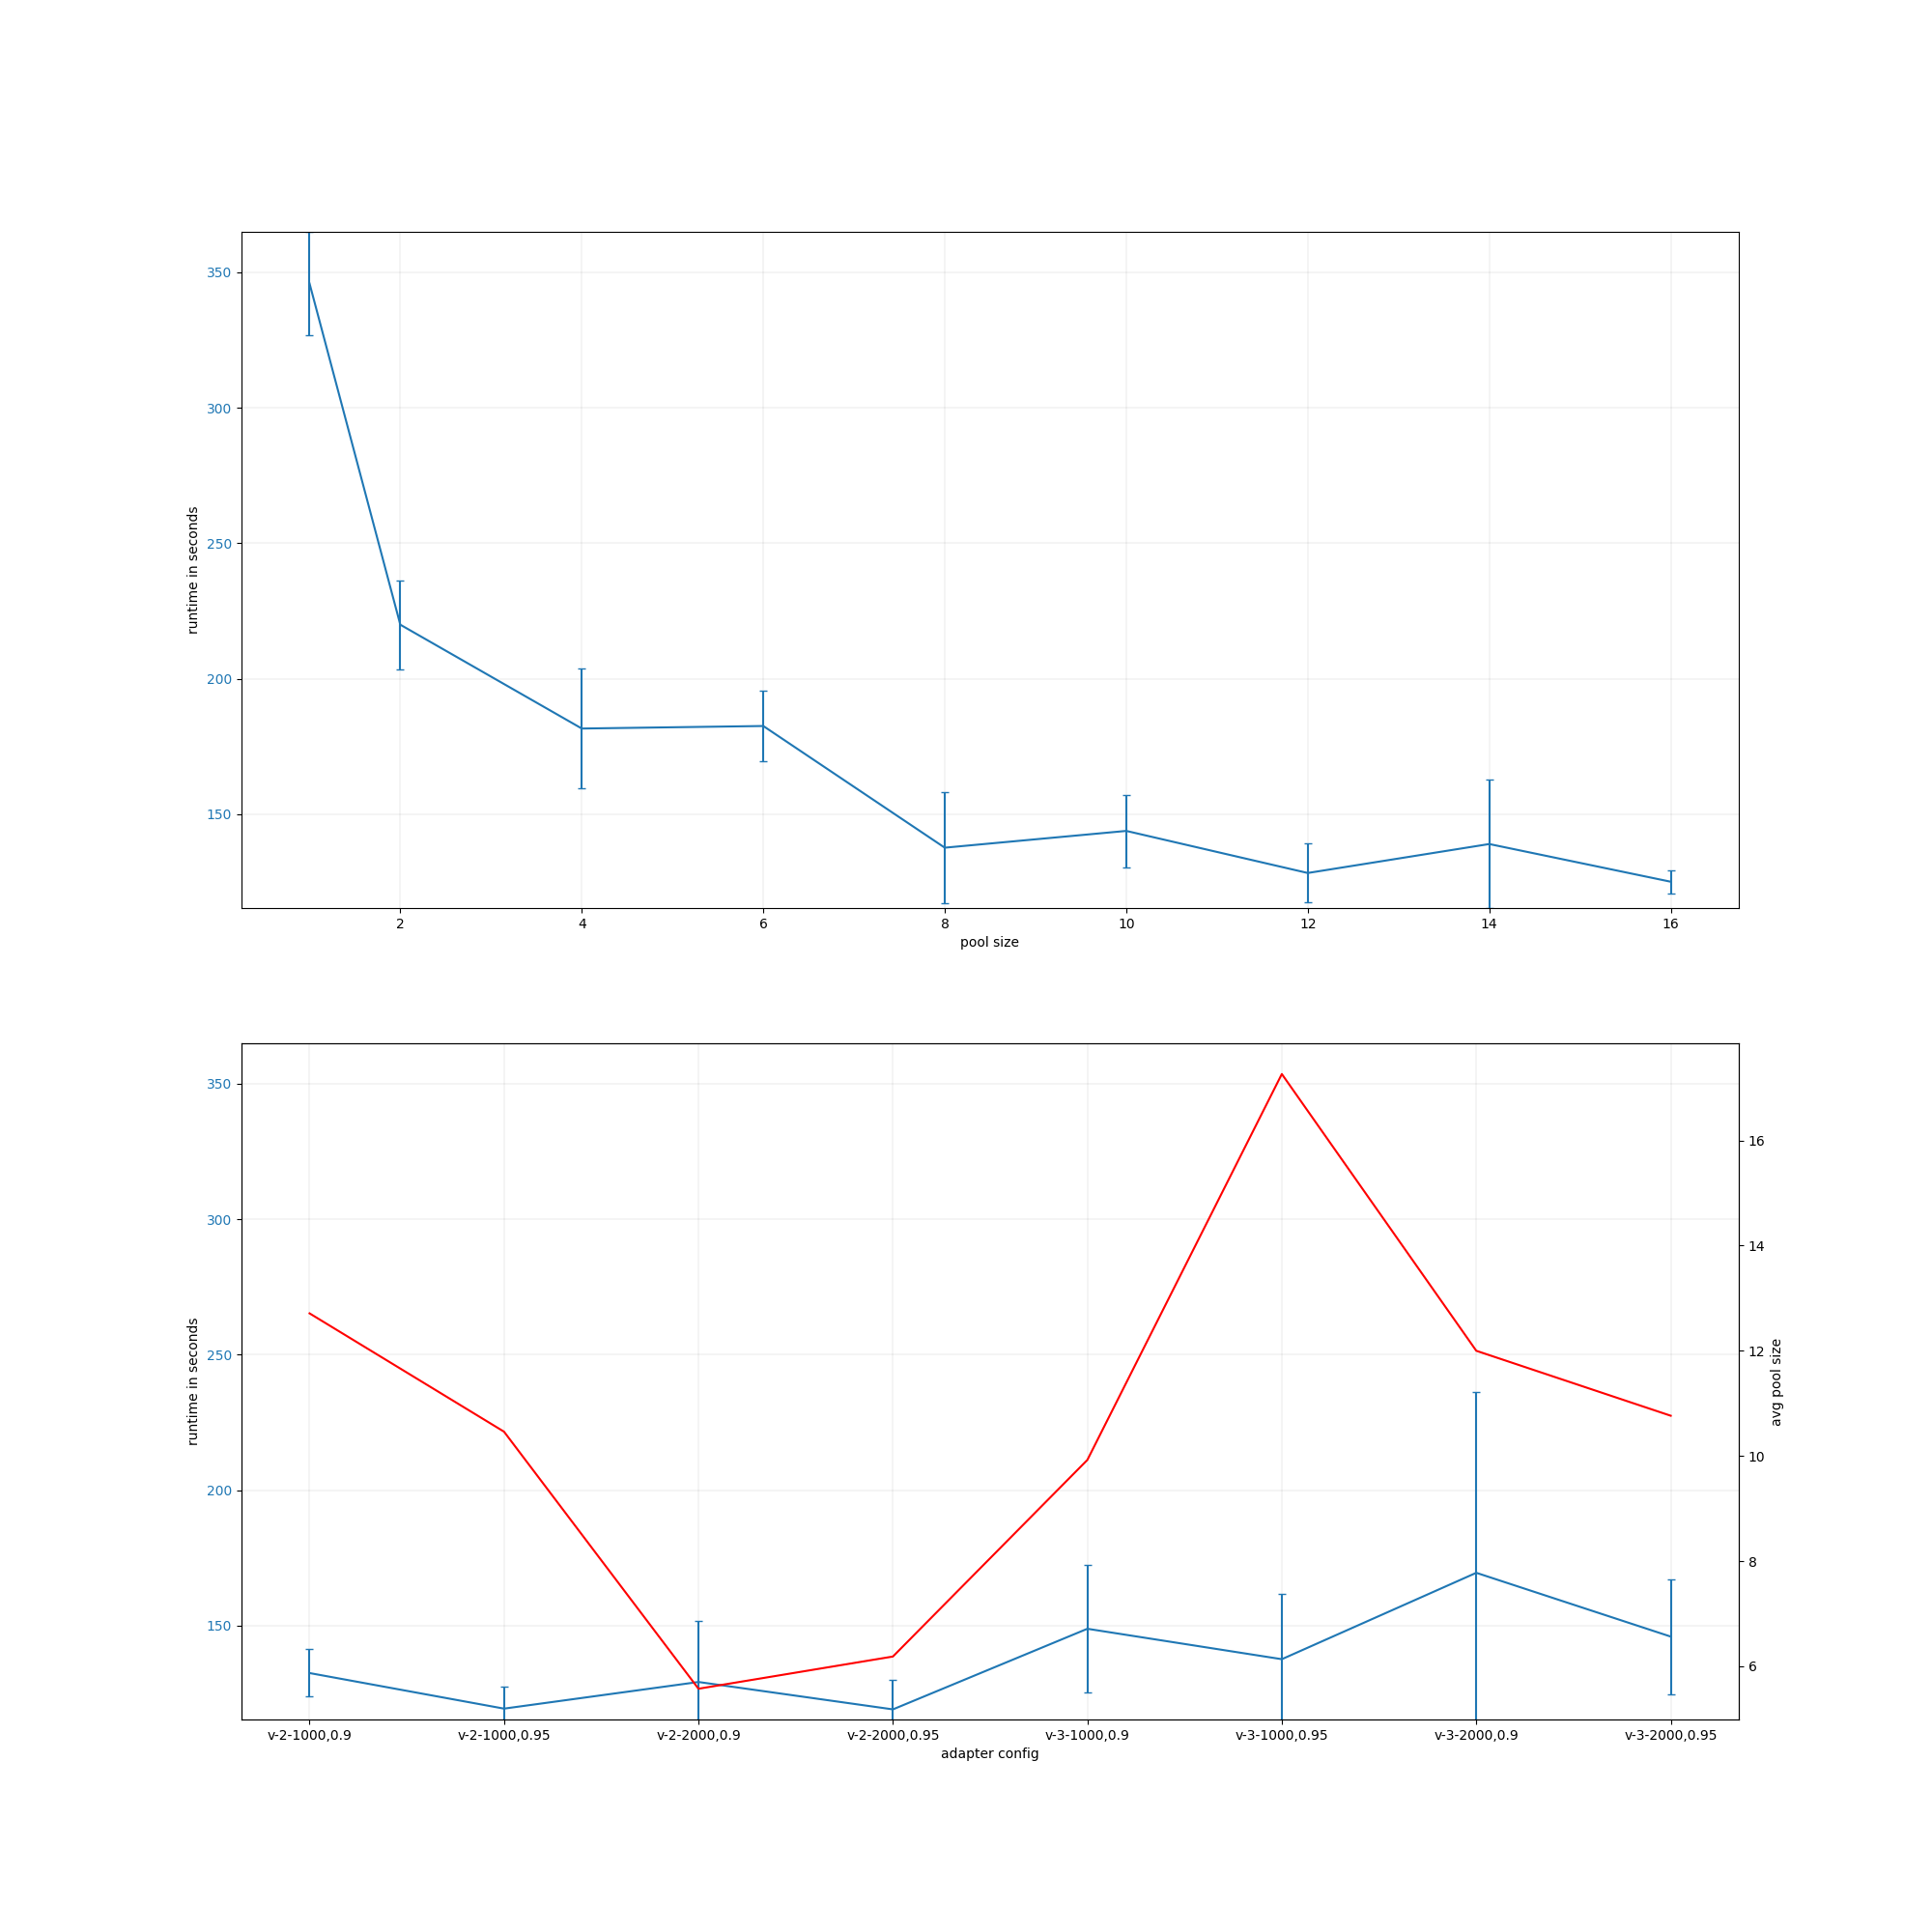 350
300
250
200
150
runtime in seconds
2 4 6 8 10 12 14 16
pool size
350
300
250
200
150
runtime in seconds
16
14
12
10
8
6
avg pool size
v-2-1000,0.9 v-2-1000,0.95 v-2-2000,0.9 v-2-2000,0.95 v-3-1000,0.9 v-3-1000,0.95 v-3-2000,0.9 v-3-2000,0.95
adapter config